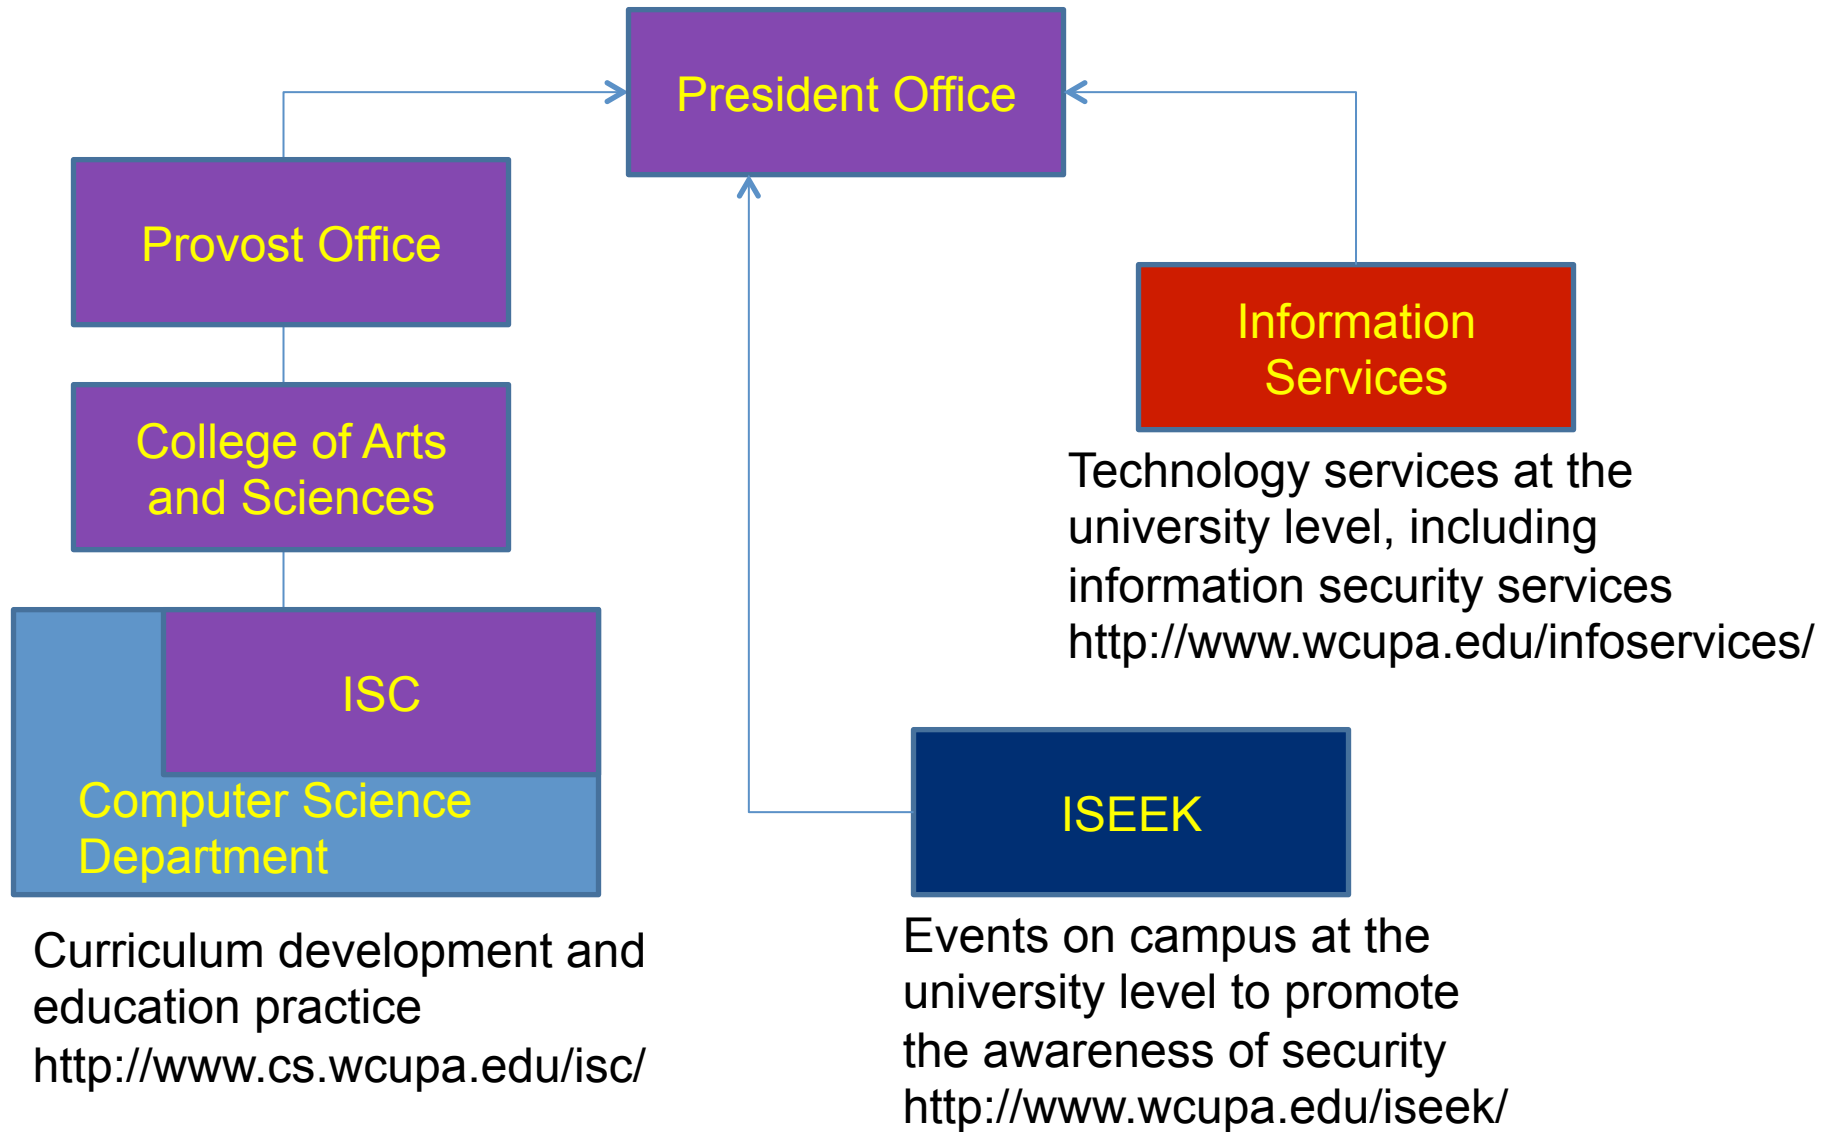 President Office
Provost Office
Information
Services
College of Arts
and Sciences
Technology services at the
university level, including
information security services
http://www.wcupa.edu/infoservices/
ISC
Computer Science
Department
ISEEK
Curriculum development and
education practice
http://www.cs.wcupa.edu/isc/
Events on campus at the
university level to promote
the awareness of security
http://www.wcupa.edu/iseek/